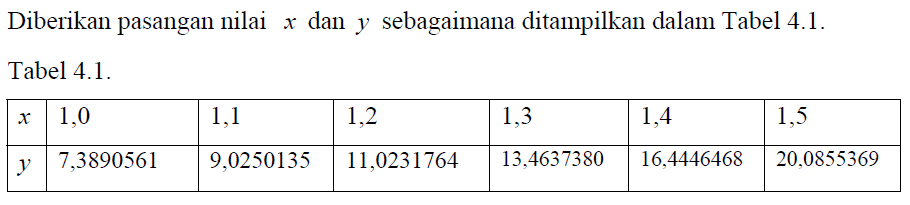 Diberikan pasangan nilai x dan y sebagaimana ditampilkan dalam Tabel 4.1.
Tabel 4.1.
x 1,0 1,1 1,2 1,3 1,4 1,5
y 7,3890561 9,0250135 11,0231764 13,4637380 16,4446468 20,0855369